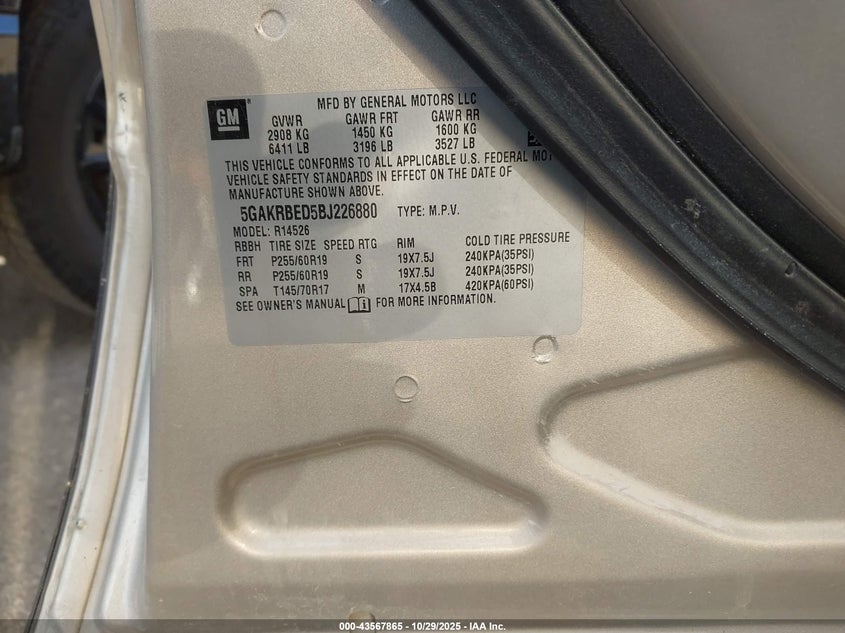 GM ®
MFD BY GENERAL MOTORS LLC
GVWR GAWR FRT GAWR RR
2908 KG 1450 KG 1600 KG
6411 LB 3196 LB 3527 LB
THIS VEHICLE CONFORMS TO ALL APPLICABLE U.S. FEDERAL
VEHICLE SAFETY STANDARDS IN EFFECT ON THE DATE OF
MANUFACTURE SHOWN ABOVE.
5GAKRBED5BJ226880 TYPE: M.P.V.
MODEL: R14526
RBBH TIRE SIZE SPEED RTG RIM COLD TIRE PRESSURE
FRT P255/60R19 S 19X7.5J 240KPA(35PSI)
RR P255/60R19 S 19X7.5J 240KPA(35PSI)
SPA T145/70R17 M 17X4.5B 420KPA(60PSI)
SEE OWNER'S MANUAL FOR MORE INFORMATION.
000-43567865 - 10/29/2025 - IAA Inc.